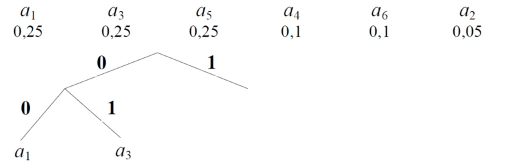 a₁ a₃ a₅ a₄ a₆ a₂
0,25 0,25 0,25 0,1 0,1 0,05
0 1
0 1
a₁ a₃